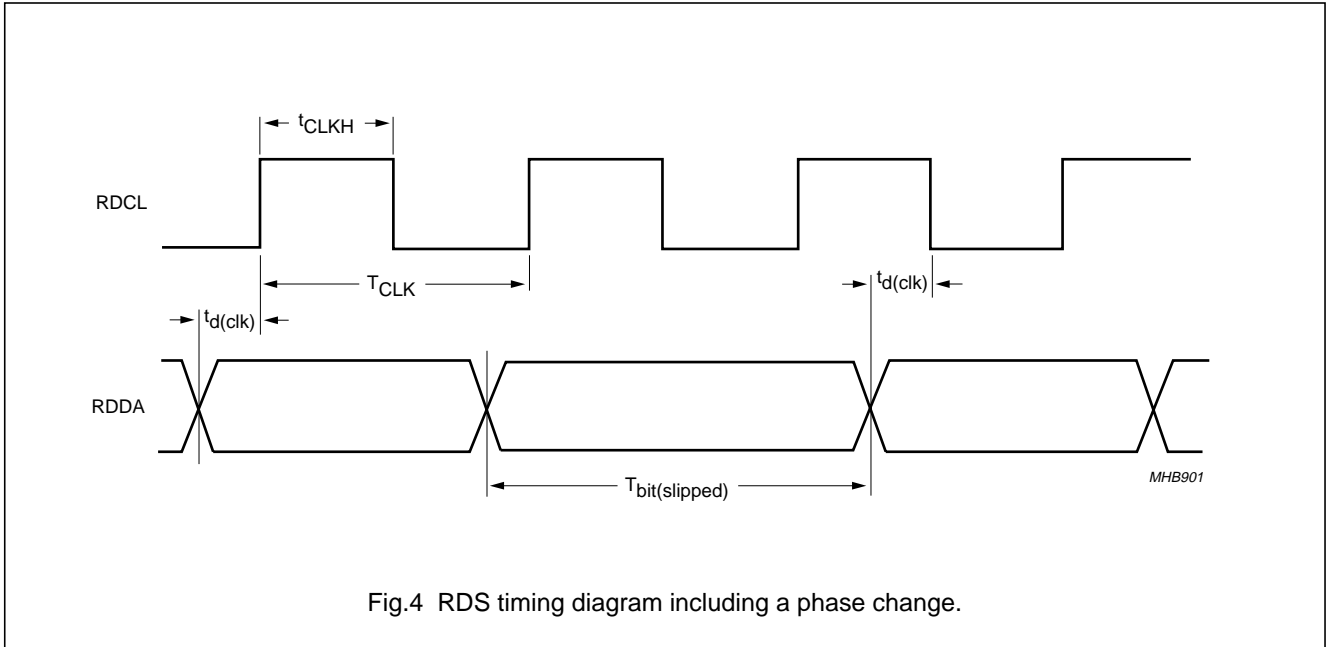 tCLKH
RDCL
TCLK
td(clk)
td(clk)
RDDA
Tbit(slipped)
MHB901
Fig.4 RDS timing diagram including a phase change.